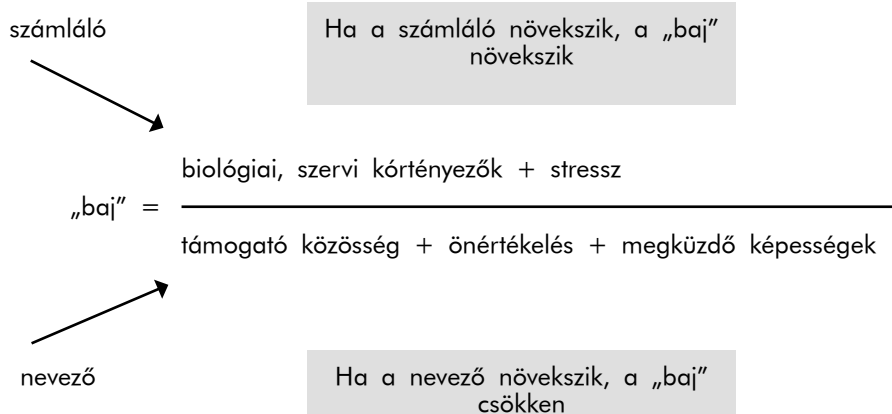 számláló
Ha a számláló növekszik, a „baj”
növekszik
biológiai, szervi kórtényezők + stressz
„baj” =
támogató közösség + önértékelés + megküzdő képességek
nevező
Ha a nevező növekszik, a „baj”
csökken